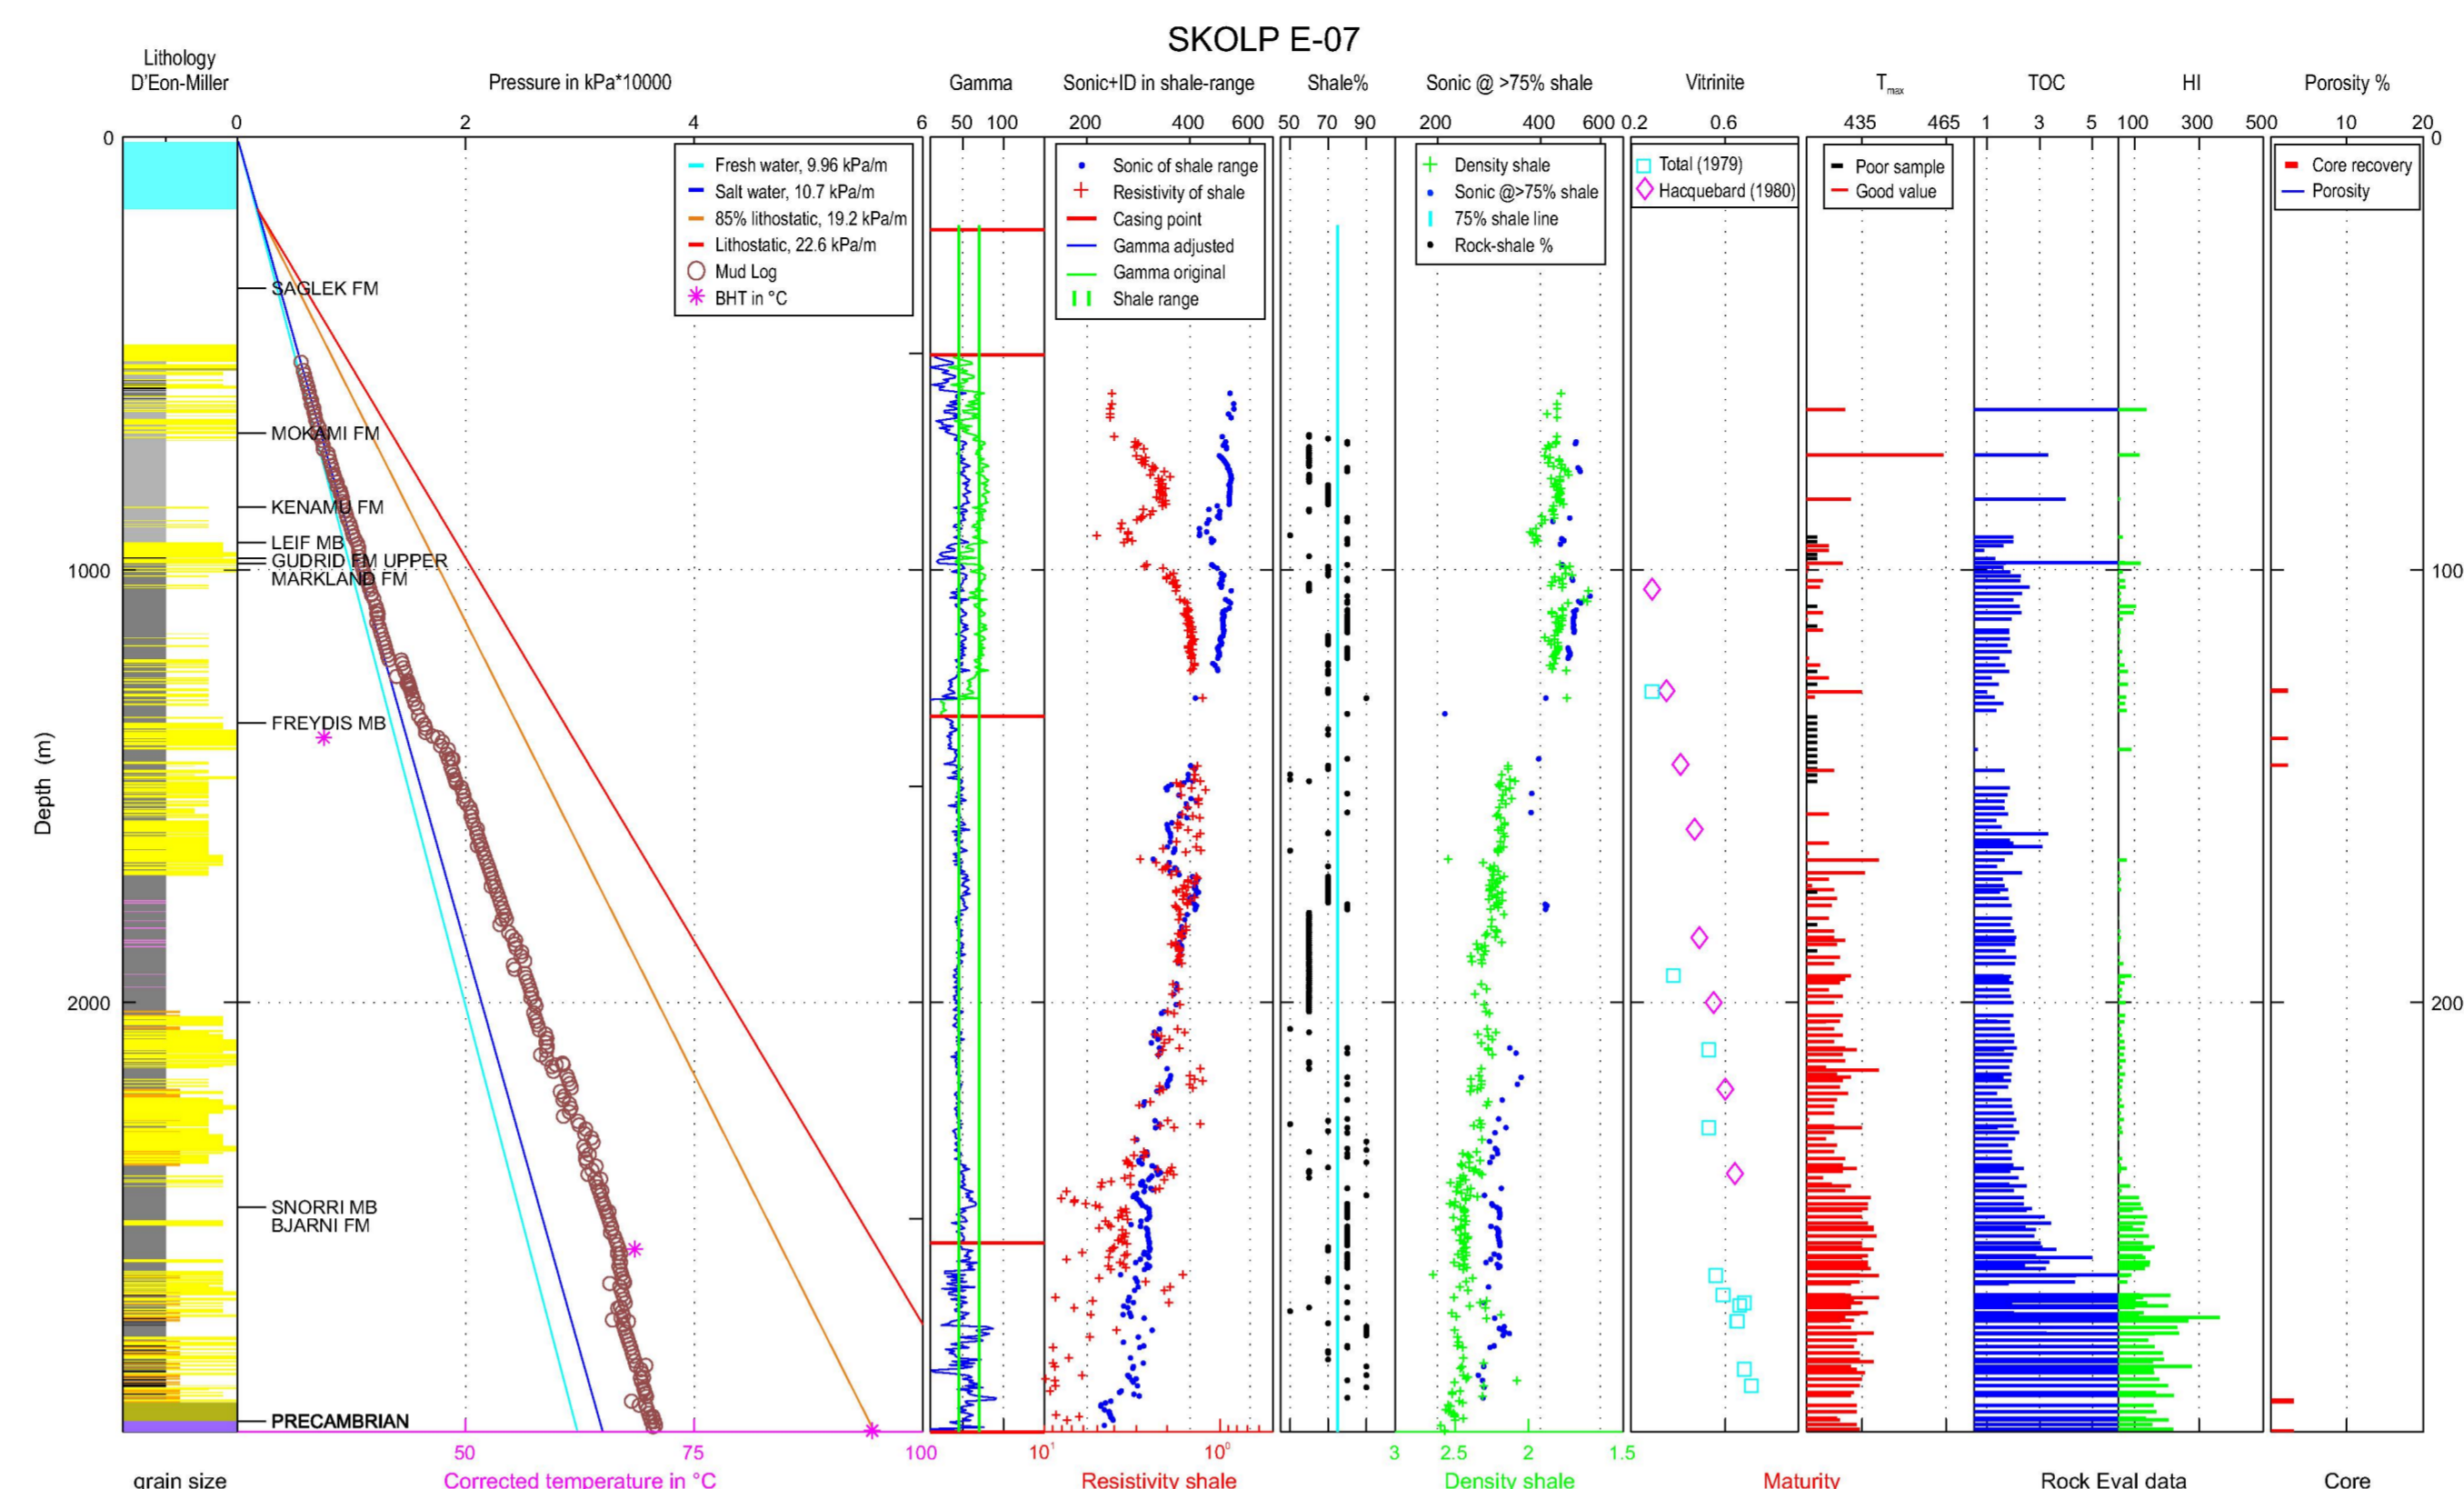 SKOLP E-07
Lithology
D'Eon-Miller
Pressure in kPa*10000
Gamma
Sonic+ID in shale-range
Shale%
Sonic @ >75% shale
Vitrinite
Tmax
TOC
HI
Porosity %
0 2 4 6
50 100
200 400 600
50 70 90
200 400 600
0.2 0.6
435 465
1 3 5
100 300 500
0 10 20
0
0
Fresh water, 9.96 kPa/m
Salt water, 10.7 kPa/m
85% lithostatic, 19.2 kPa/m
Lithostatic, 22.6 kPa/m
Mud Log
BHT in °C
Sonic of shale range
Resistivity of shale
Casing point
Gamma adjusted
Gamma original
Shale range
Density shale
Sonic @>75% shale
75% shale line
Rock-shale %
Total (1979)
Hacquebard (1980)
Poor sample
Good value
Core recovery
Porosity
SAGLEK FM
MOKAMI FM
KENAMU FM
LEIF MB
GUDRID FM UPPER
MARKLAND FM
1000
100
FREYDIS MB
Depth (m)
2000
200
SNORRI MB
BJARNI FM
PRECAMBRIAN
50 75 100
10¹ 10⁰
3 2.5 2 1.5
grain size
Corrected temperature in °C
Resistivity shale
Density shale
Maturity
Rock Eval data
Core